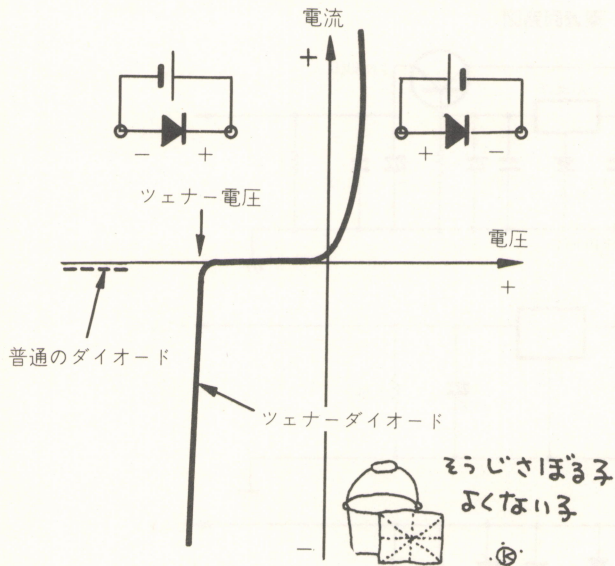 電流
+
- +
+ -
ツェナー電圧
電圧
+
普通のダイオード
ツェナーダイオード
そうじさぼる子
よくない子
-
K